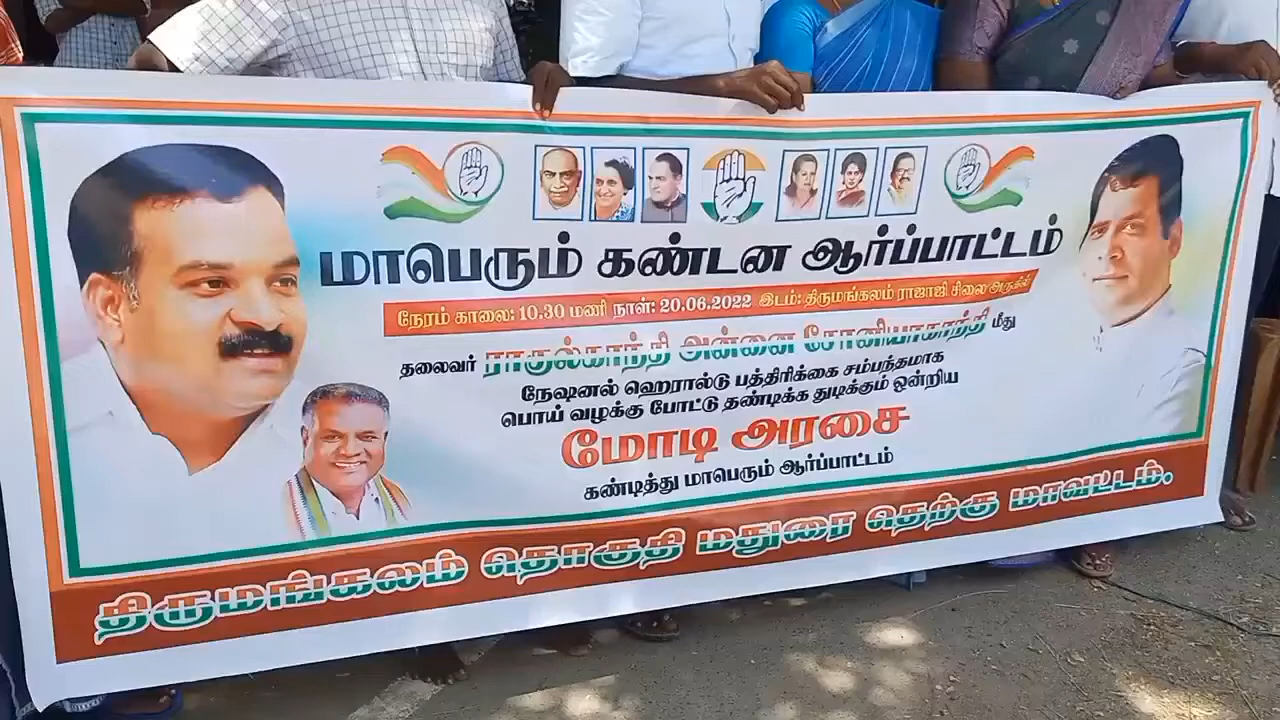 மாபெரும் கண்டன ஆர்ப்பாட்டம்
நேரம் காலை: 10.30 மணி நாள்: 20.06.2022 இடம்: திருமங்கலம் ராஜாஜி சிலை அருகில்
தலைவர் ராகுல்காந்தி அன்னை சோனியாகாந்தி மீது
நேஷனல் ஹெரால்டு பத்திரிக்கை சம்பந்தமாக
பொய் வழக்கு போட்டு தண்டிக்க துடிக்கும் ஒன்றிய
மோடி அரசை
கண்டித்து மாபெரும் ஆர்ப்பாட்டம்
திருமங்கலம் தொகுதி மதுரை தெற்கு மாவட்டம்.